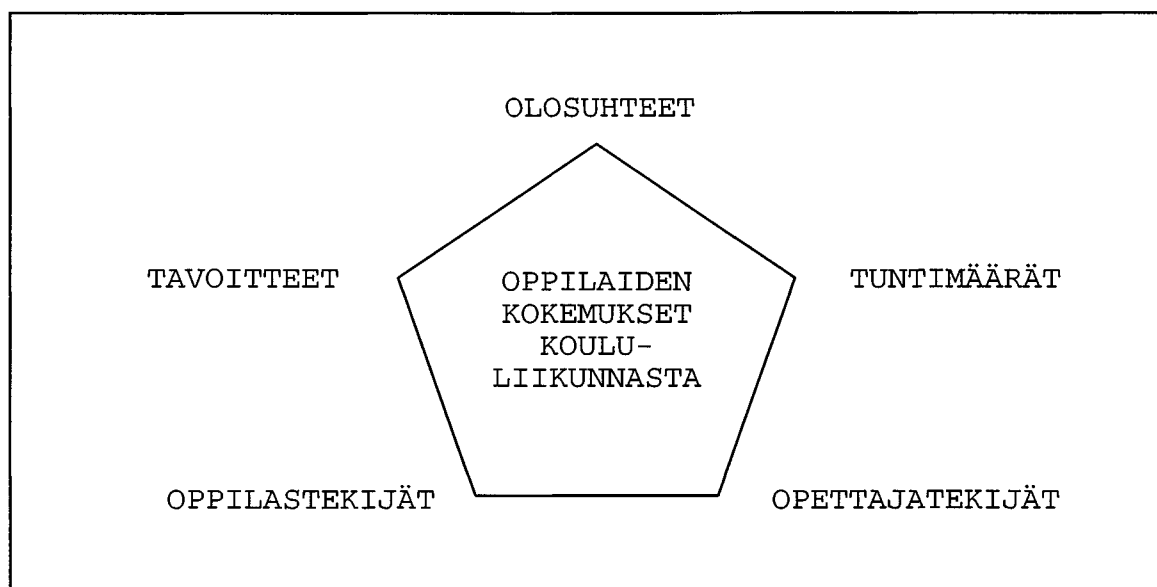 OLOSUHTEET
TAVOITTEET
OPPILAIDEN
KOKEMUKSET
KOULU-
LIIKUNNASTA
TUNTIMÄÄRÄT
OPPILASTEKIJÄT
OPETTAJATEKIJÄT